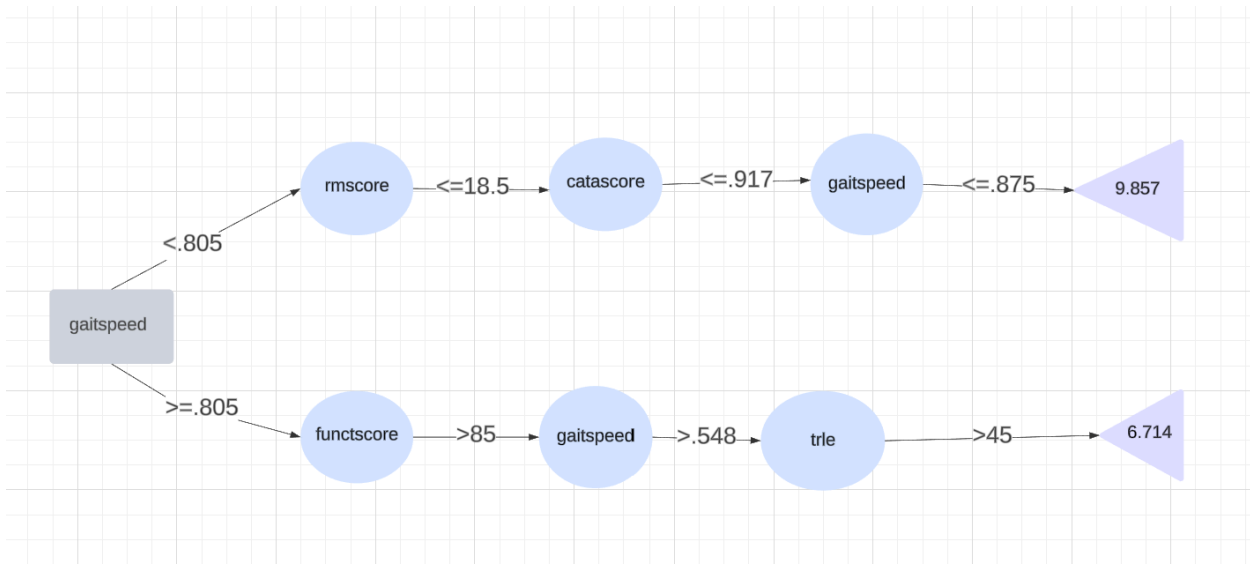 rmscore
<=18.5
catascore
<=.917
gaitspeed
<=.875
9.857
<.805
gaitspeed
>=.805
functscore
>85
gaitspeed
>.548
trle
>45
6.714